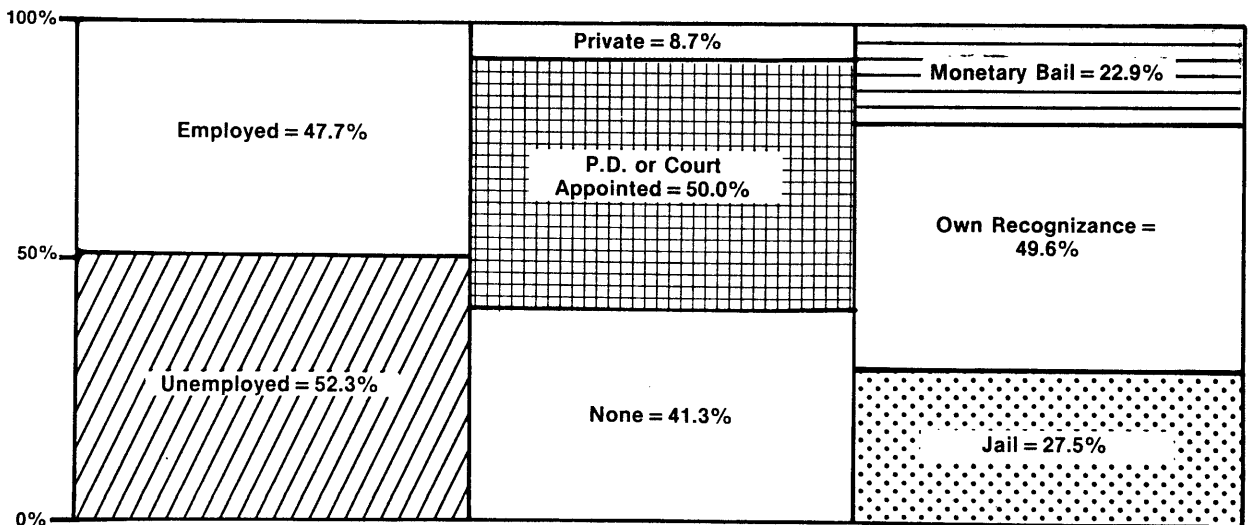 100%
50%
0%
Employed = 47.7%
Unemployed = 52.3%
Private = 8.7%
P.D. or Court
Appointed = 50.0%
None = 41.3%
Monetary Bail = 22.9%
Own Recognizance =
49.6%
Jail = 27.5%